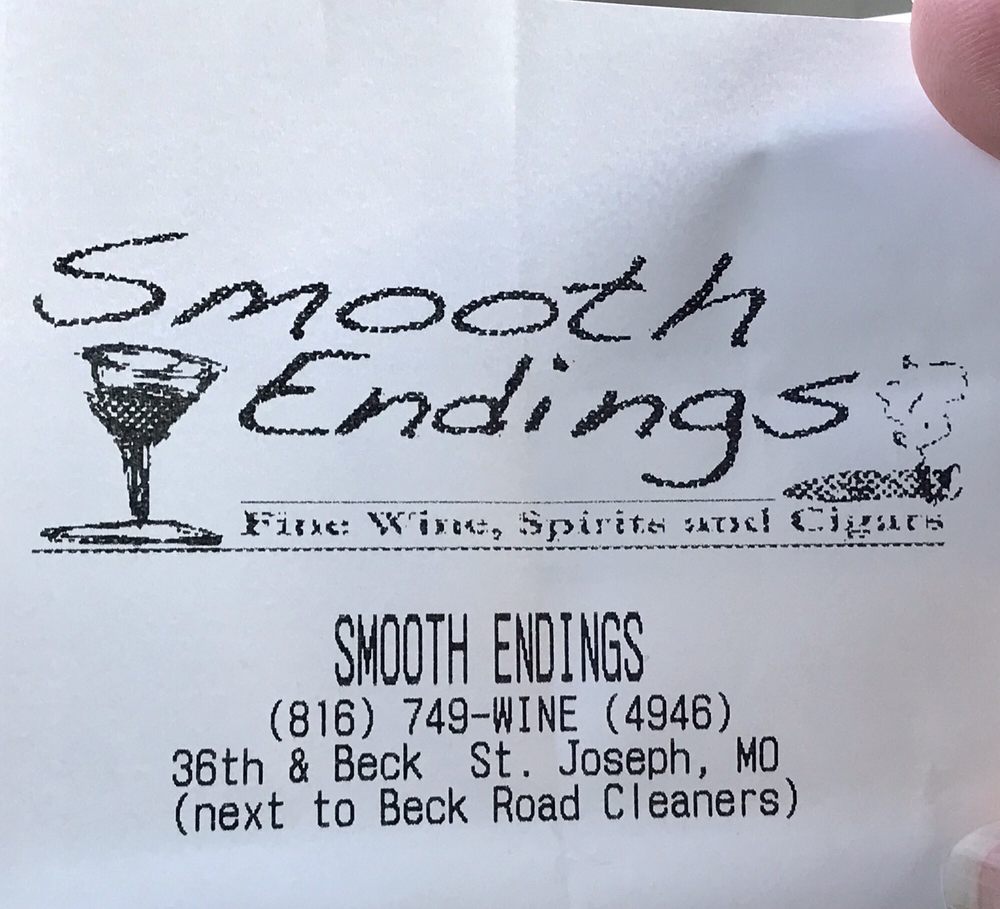 Smooth
Endings
Fine Wine, Spirits and Cigars
SMOOTH ENDINGS
(816) 749-WINE (4946)
36th & Beck St. Joseph, MO
(next to Beck Road Cleaners)